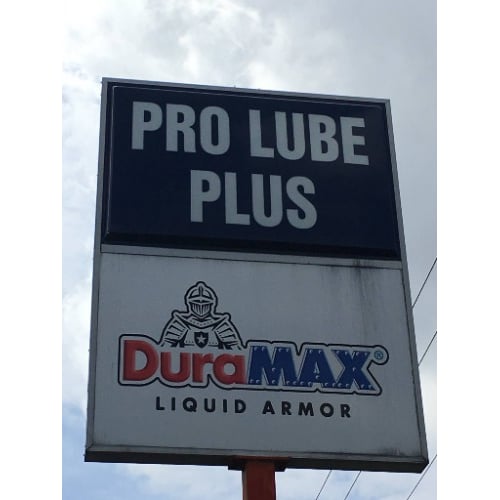 PRO LUBE
PLUS
DuraMAX®
LIQUID ARMOR